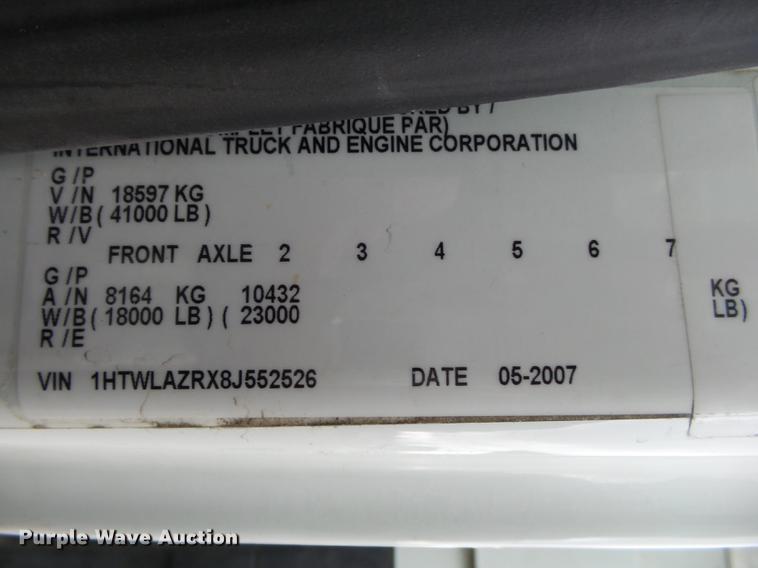 BY /
FABRIQUE PAR)
INTERNATIONAL TRUCK AND ENGINE CORPORATION
G /P
V /N 18597 KG
W/B ( 41000 LB )
R /V
FRONT AXLE 2 3 4 5 6 7
G /P
A /N 8164 KG 10432 KG
W/B ( 18000 LB ) ( 23000 LB)
R /E
VIN 1HTWLAZRX8J552526 DATE 05-2007
Purple Wave Auction